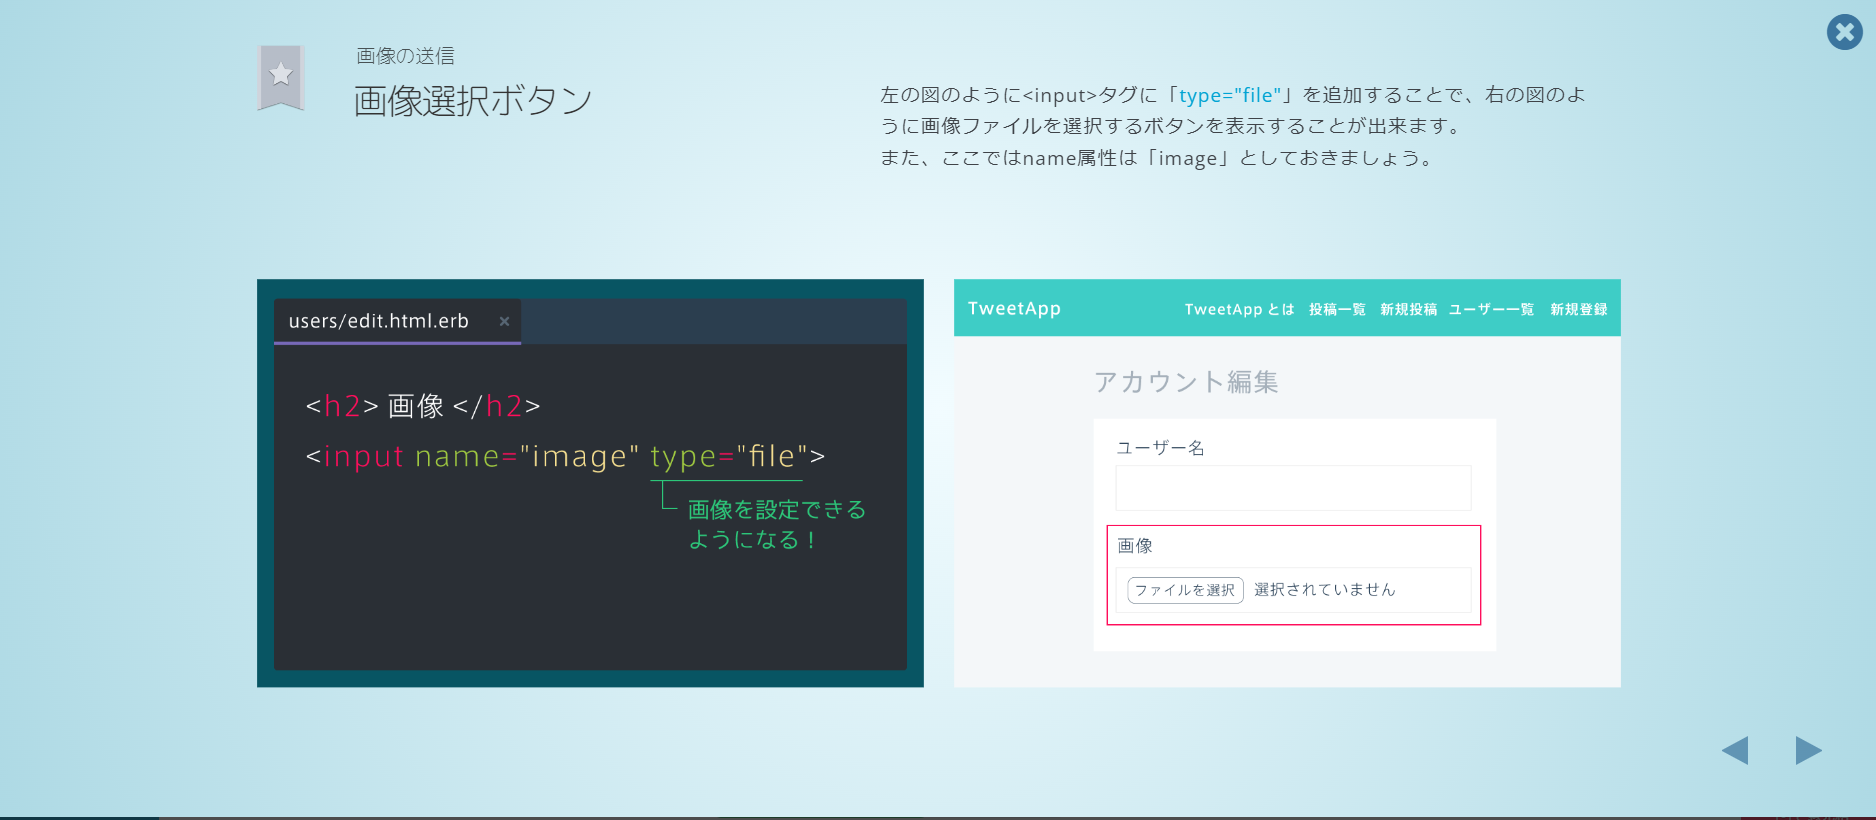 画像の送信
画像選択ボタン
左の図のように<input>タグに「type="file"」を追加することで、右の図のよ
うに画像ファイルを選択するボタンを表示することが出来ます。
また、ここではname属性は「image」としておきましょう。
users/edit.html.erb ×
<h2> 画像 </h2>
<input name="image" type="file">
画像を設定できる
ようになる！
TweetApp TweetApp とは 投稿一覧 新規投稿 ユーザー一覧 新規登録
アカウント編集
ユーザー名
画像
ファイルを選択 選択されていません